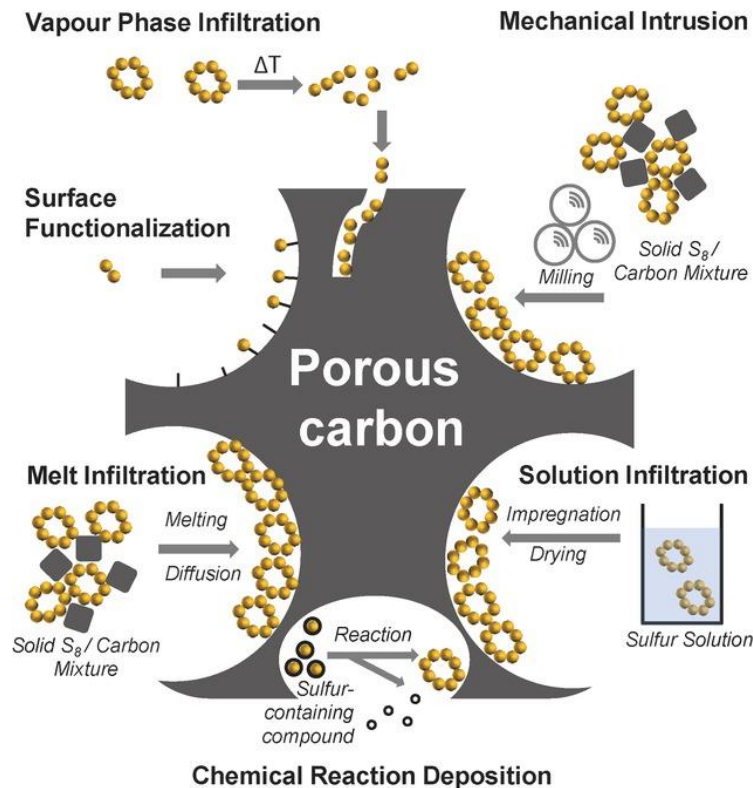 Vapour Phase Infiltration
Mechanical Intrusion
ΔT
Surface
Functionalization
Milling
Solid S₈ /
Carbon Mixture
Porous
carbon
Melt Infiltration
Melting
Diffusion
Solid S₈ / Carbon
Mixture
Solution Infiltration
Impregnation
Drying
Sulfur Solution
Reaction
Sulfur-
containing
compound
Chemical Reaction Deposition